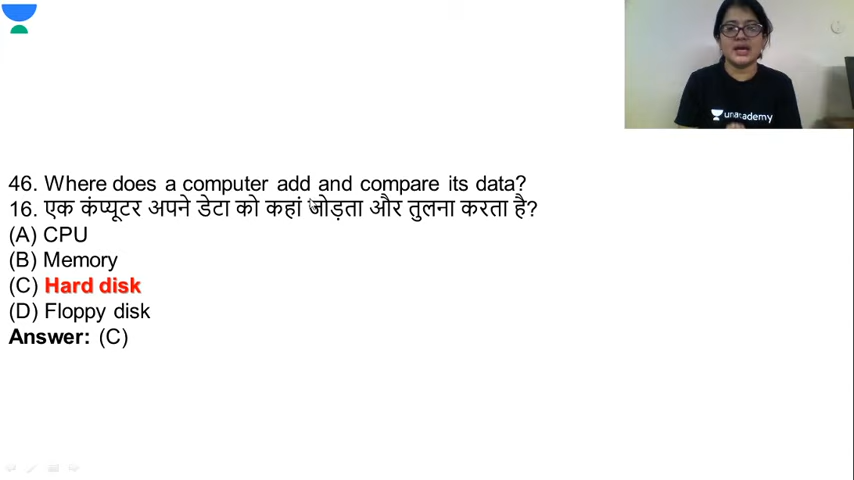 unacademy
46. Where does a computer add and compare its data?
16. एक कंप्यूटर अपने डेटा को कहां जोड़ता और तुलना करता है?
(A) CPU
(B) Memory
(C) Hard disk
(D) Floppy disk
Answer: (C)